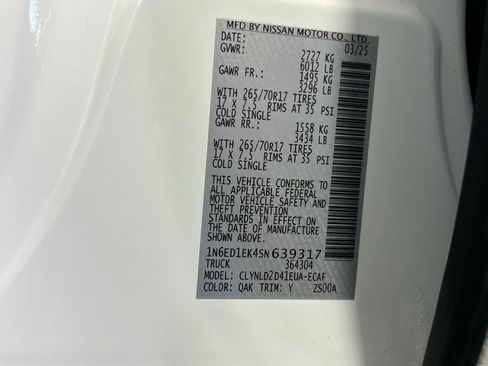 MFD BY NISSAN MOTOR CO., LTD.
DATE: 03/25
GVWR: 2727 KG
6012 LB
GAWR FR.: 1495 KG
3296 LB
WITH 265/70R17 TIRES
17 X 7.5 RIMS AT 35 PSI
COLD SINGLE
GAWR RR.: 1558 KG
3434 LB
WITH 265/70R17 TIRES
17 X 7.5 RIMS AT 35 PSI
COLD SINGLE
THIS VEHICLE CONFORMS TO
ALL APPLICABLE FEDERAL
MOTOR VEHICLE SAFETY AND
THEFT PREVENTION
STANDARDS IN EFFECT ON
THE DATE OF MANUFACTURE
SHOWN ABOVE.
1N6ED1EK4SN639317
TRUCK 364304
MODEL: CLYNLD2D41EUA-ECAF
COLOR: QAK TRIM: Y ZS00A